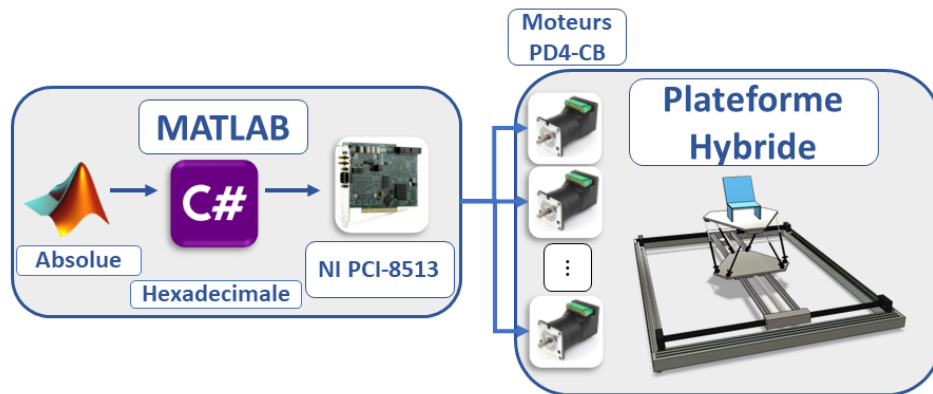 Moteurs
PD4-CB
MATLAB
C#
Absolue
Hexadecimale
NI PCI-8513
Plateforme
Hybride
⋮